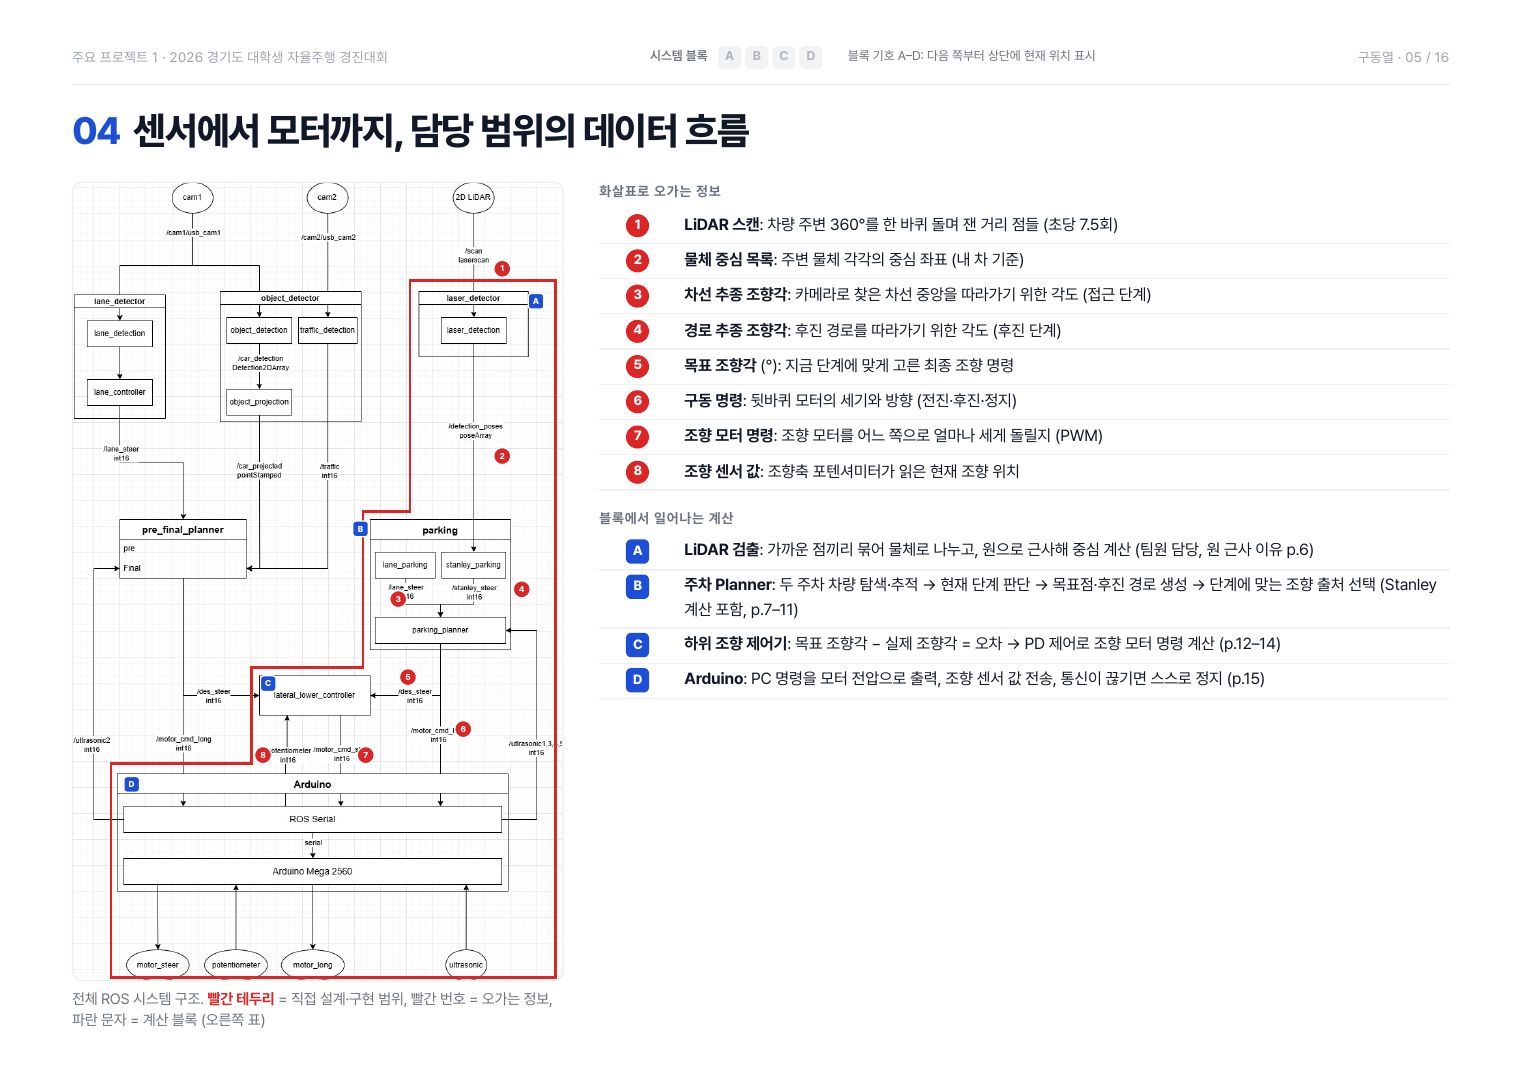 주요 프로젝트 1 · 2026 경기도 대학생 자율주행 경진대회
시스템 블록 A B C D 블록 기호 A–D: 다음 쪽부터 상단에 현재 위치 표시
구동열 · 05 / 16
04 센서에서 모터까지, 담당 범위의 데이터 흐름
cam1
cam2
2D LiDAR
/cam1/usb_cam1
/cam2/usb_cam2
/scan
laserscan
1
lane_detector
object_detector
laser_detector
A
lane_detection
object_detection
traffic_detection
laser_detection
/car_detection
Detection2DArray
lane_controller
object_projection
/lane_steer
int16
/car_projected
pointStamped
/traffic
int16
/detection_poses
poseArray
2
pre_final_planner
pre
Final
B
parking
lane_parking
stanley_parking
/lane_steer
16
3
/stanley_steer
int16
4
parking_planner
C
lateral_lower_controller
/des_steer
int16
5
/des_steer
int16
/utlrasonic2
int16
/motor_cmd_long
int16
8
potentiometer
int16
/motor_cmd_st
int16
7
/motor_cmd_l
int16
6
/utlrasonic1,3,
int16
D
Arduino
ROS Serial
serial
Arduino Mega 2560
motor_steer
potentiometer
motor_long
ultrasonic
전체 ROS 시스템 구조. 빨간 테두리 = 직접 설계·구현 범위, 빨간 번호 = 오가는 정보,
파란 문자 = 계산 블록 (오른쪽 표)
화살표로 오가는 정보
1 LiDAR 스캔: 차량 주변 360°를 한 바퀴 돌며 잰 거리 점들 (초당 7.5회)
2 물체 중심 목록: 주변 물체 각각의 중심 좌표 (내 차 기준)
3 차선 추종 조향각: 카메라로 찾은 차선 중앙을 따라가기 위한 각도 (접근 단계)
4 경로 추종 조향각: 후진 경로를 따라가기 위한 각도 (후진 단계)
5 목표 조향각 (°): 지금 단계에 맞게 고른 최종 조향 명령
6 구동 명령: 뒷바퀴 모터의 세기와 방향 (전진·후진·정지)
7 조향 모터 명령: 조향 모터를 어느 쪽으로 얼마나 세게 돌릴지 (PWM)
8 조향 센서 값: 조향축 포텐셔미터가 읽은 현재 조향 위치
블록에서 일어나는 계산
A LiDAR 검출: 가까운 점끼리 묶어 물체로 나누고, 원으로 근사해 중심 계산 (팀원 담당, 원 근사 이유 p.6)
B 주차 Planner: 두 주차 차량 탐색·추적 → 현재 단계 판단 → 목표점·후진 경로 생성 → 단계에 맞는 조향 출처 선택 (Stanley
계산 포함, p.7–11)
C 하위 조향 제어기: 목표 조향각 − 실제 조향각 = 오차 → PD 제어로 조향 모터 명령 계산 (p.12–14)
D Arduino: PC 명령을 모터 전압으로 출력, 조향 센서 값 전송, 통신이 끊기면 스스로 정지 (p.15)